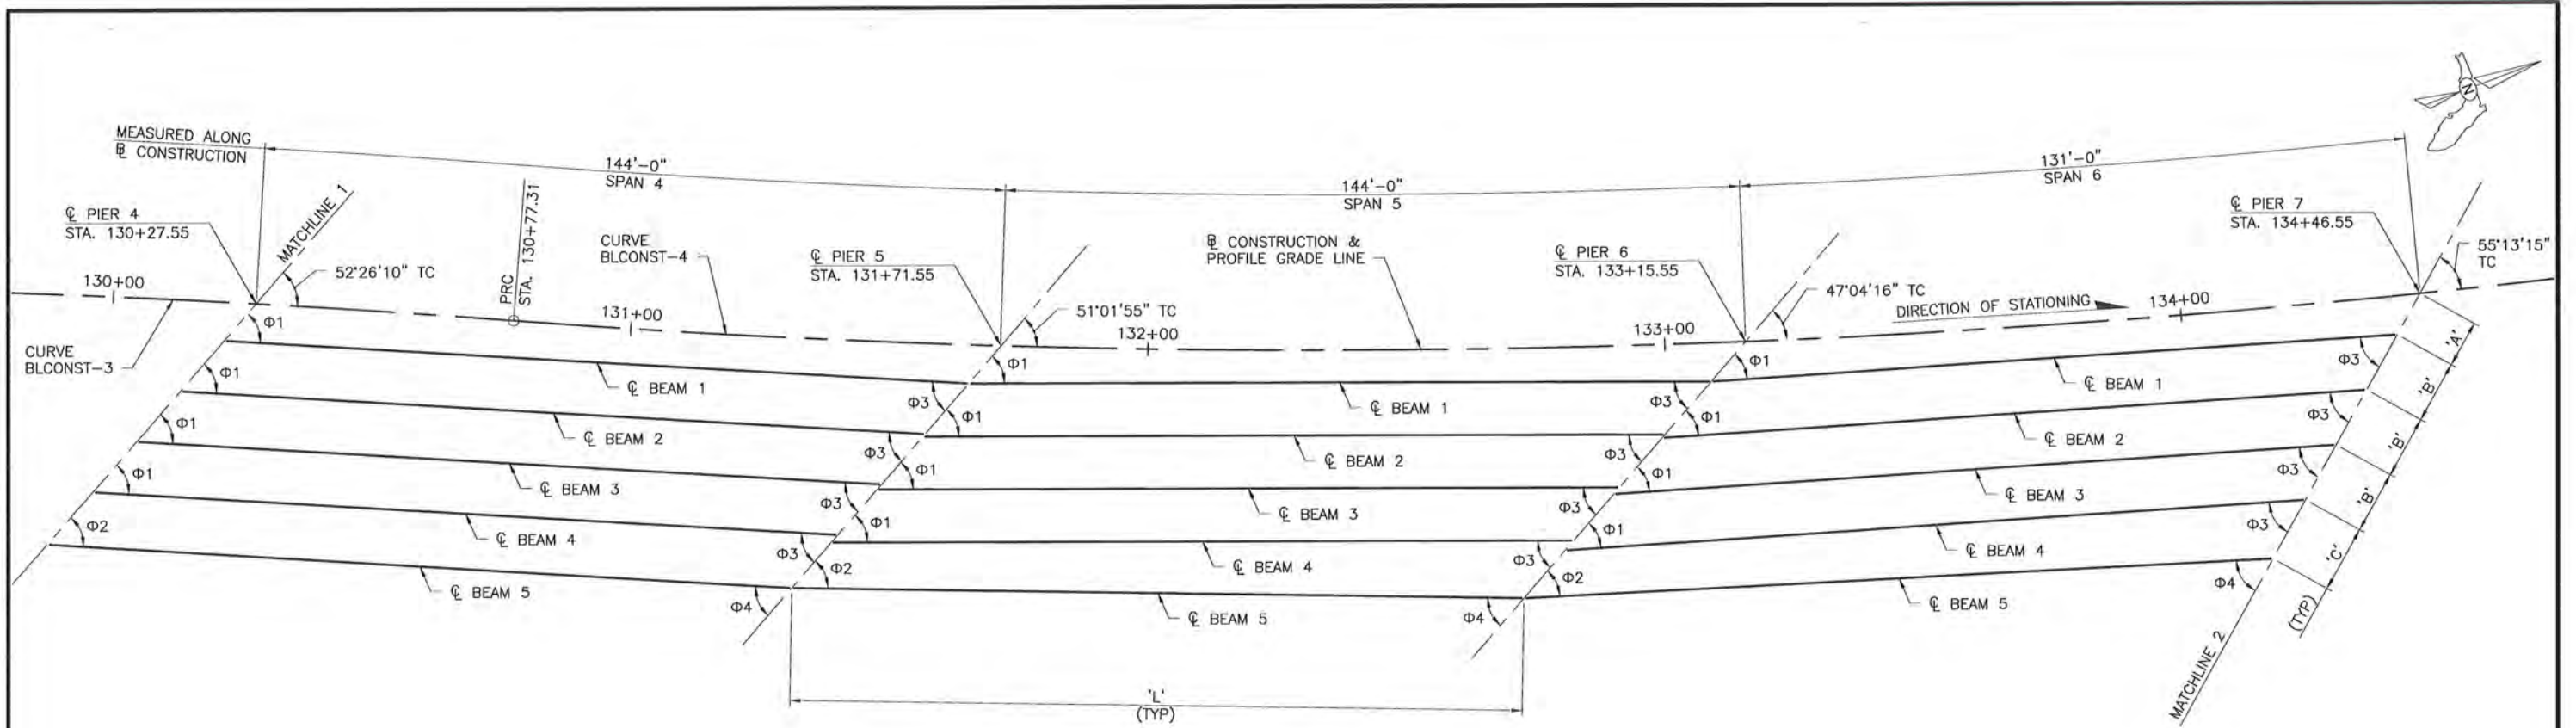 MEASURED ALONG
℄ CONSTRUCTION
144'-0"
SPAN 4
144'-0"
SPAN 5
131'-0"
SPAN 6
N
℄ PIER 4
STA. 130+27.55
MATCHLINE 1
52°26'10" TC
PRC
STA. 130+77.31
CURVE
BLCONST-4
℄ PIER 5
STA. 131+71.55
51°01'55" TC
℄ CONSTRUCTION &
PROFILE GRADE LINE
℄ PIER 6
STA. 133+15.55
47°04'16" TC
DIRECTION OF STATIONING
℄ PIER 7
STA. 134+46.55
55°13'15"
TC
130+00
131+00
132+00
133+00
134+00
CURVE
BLCONST-3
Φ1
Φ1
Φ1
Φ1
Φ2
℄ BEAM 1
℄ BEAM 2
℄ BEAM 3
℄ BEAM 4
℄ BEAM 5
Φ3
Φ3
Φ3
Φ3
Φ4
Φ1
Φ1
Φ1
Φ1
Φ2
℄ BEAM 1
℄ BEAM 2
℄ BEAM 3
℄ BEAM 4
℄ BEAM 5
Φ3
Φ3
Φ3
Φ3
Φ4
Φ1
Φ1
Φ1
Φ1
Φ2
℄ BEAM 1
℄ BEAM 2
℄ BEAM 3
℄ BEAM 4
℄ BEAM 5
Φ3
Φ3
Φ3
Φ3
Φ4
'A'
'B'
'B'
'B'
'C'
(TYP)
MATCHLINE 2
'L'
(TYP)